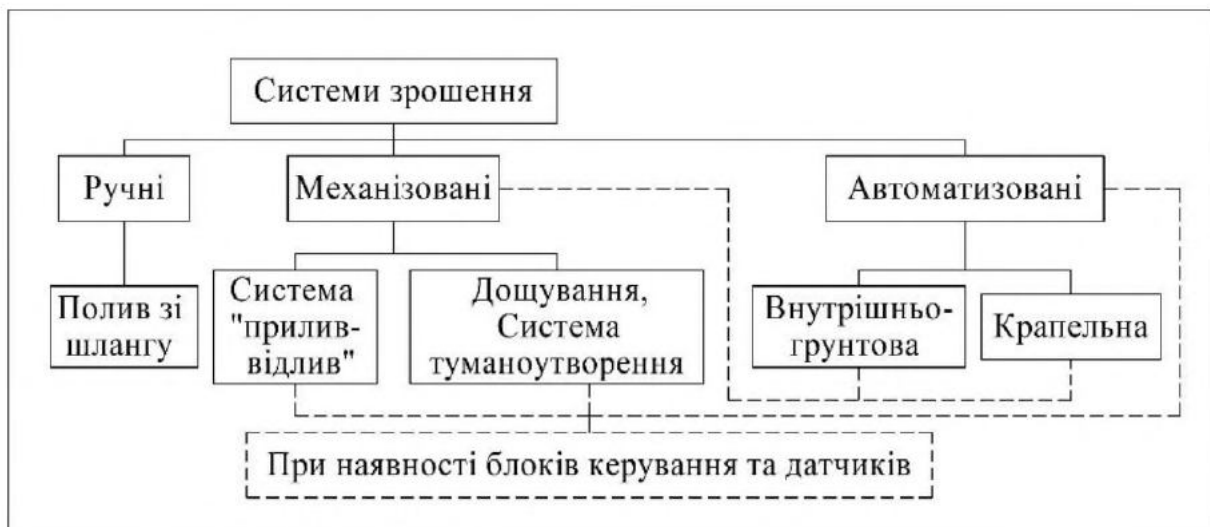 Системи зрошення
Ручні
Механізовані
Автоматизовані
Полив зі
шлангу
Система
"прилив-
відлив"
Дощування,
Система
туманоутворення
Внутрішньо-
грунтова
Крапельна
При наявності блоків керування та датчиків